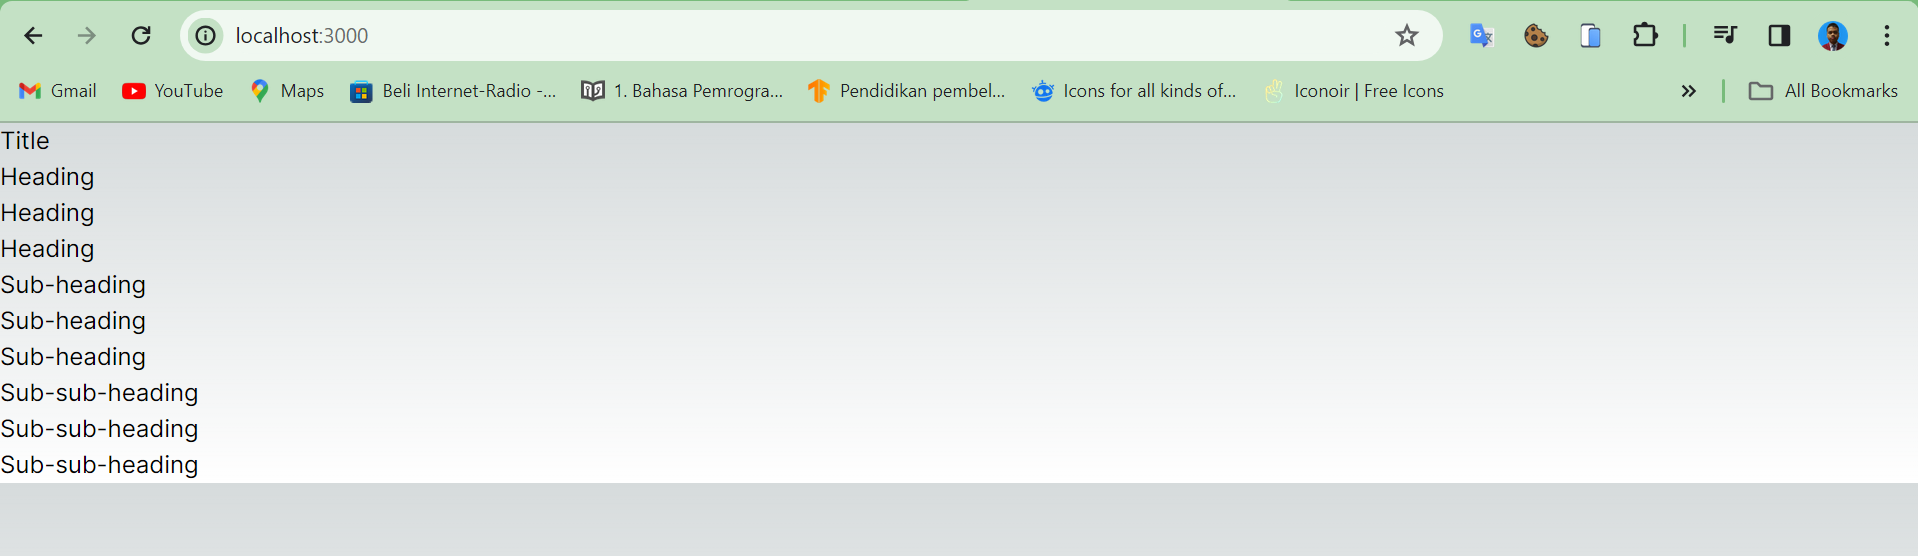 localhost:3000
Gmail YouTube Maps Beli Internet-Radio -... 1. Bahasa Pemrogra... Pendidikan pembel... Icons for all kinds of... Iconoir | Free Icons » All Bookmarks
Title
Heading
Heading
Heading
Sub-heading
Sub-heading
Sub-heading
Sub-sub-heading
Sub-sub-heading
Sub-sub-heading